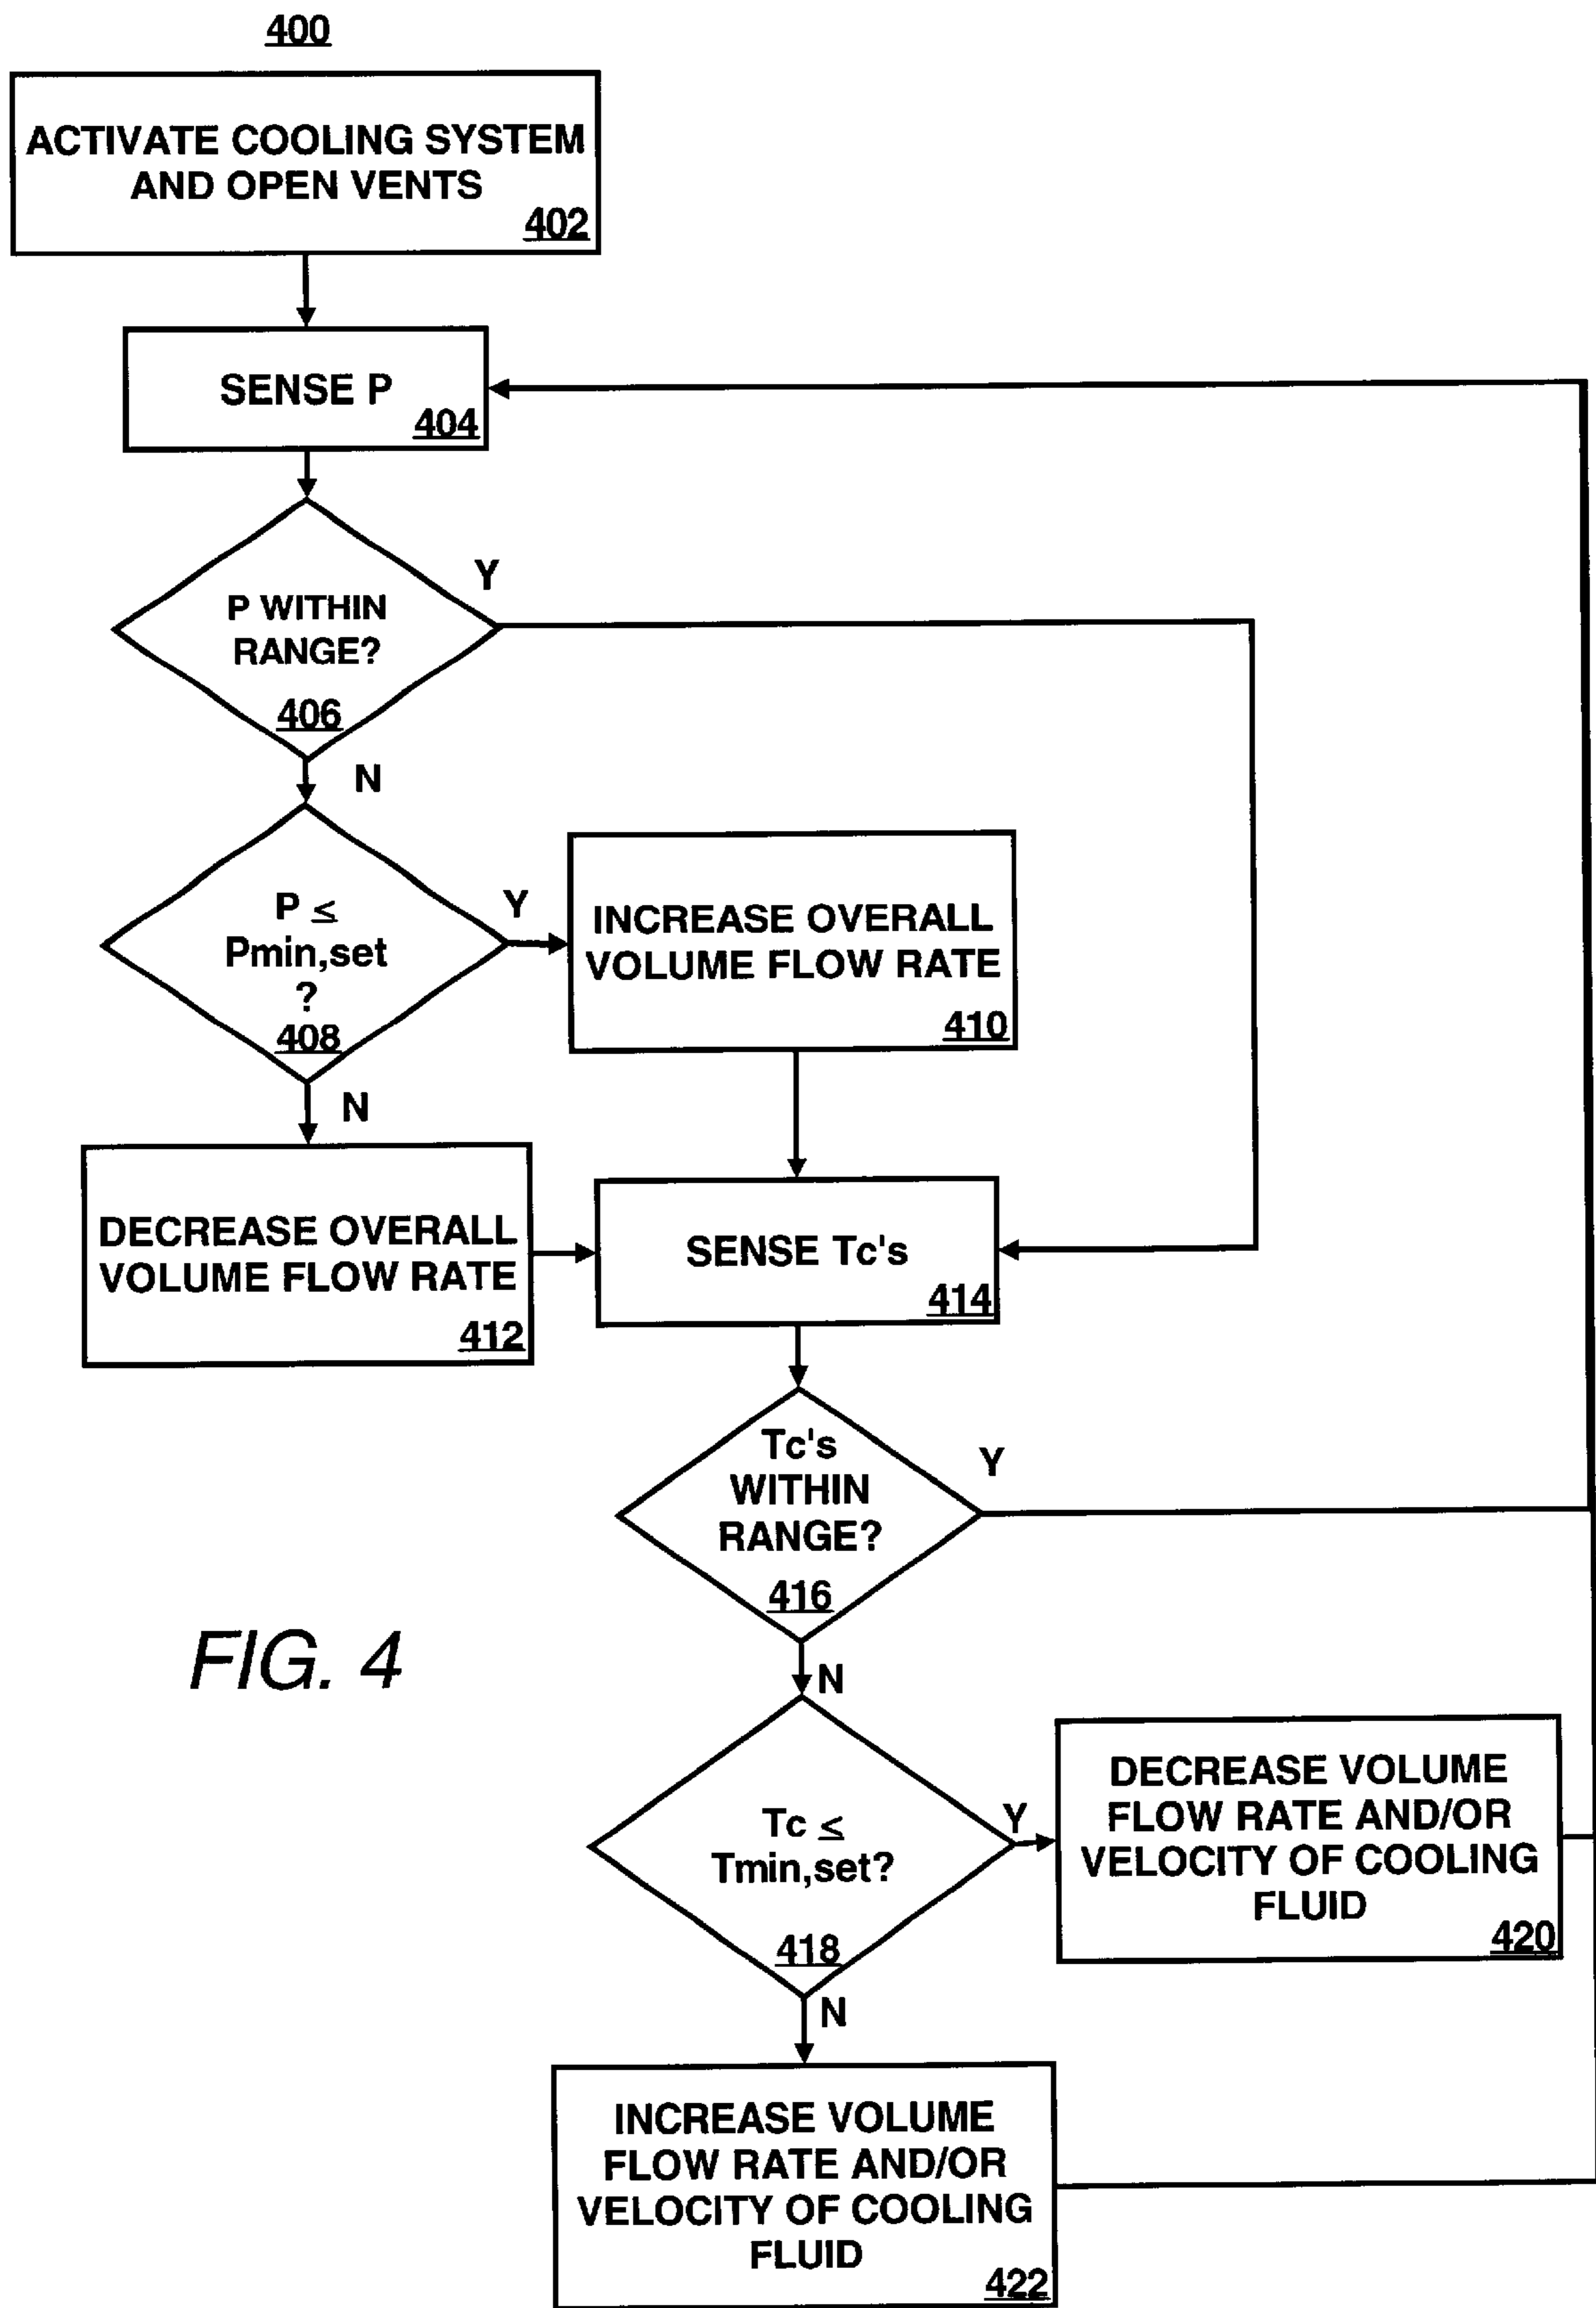 400
ACTIVATE COOLING SYSTEM
AND OPEN VENTS
402
SENSE P
404
Y
P WITHIN
RANGE?
406
N
P ≤
Pmin,set
?
408
Y
INCREASE OVERALL
VOLUME FLOW RATE
410
N
DECREASE OVERALL
VOLUME FLOW RATE
412
SENSE Tc's
414
Tc's
WITHIN
RANGE?
416
Y
FIG. 4
N
Tc ≤
Tmin,set?
418
Y
DECREASE VOLUME
FLOW RATE AND/OR
VELOCITY OF COOLING
FLUID
420
N
INCREASE VOLUME
FLOW RATE AND/OR
VELOCITY OF COOLING
FLUID
422